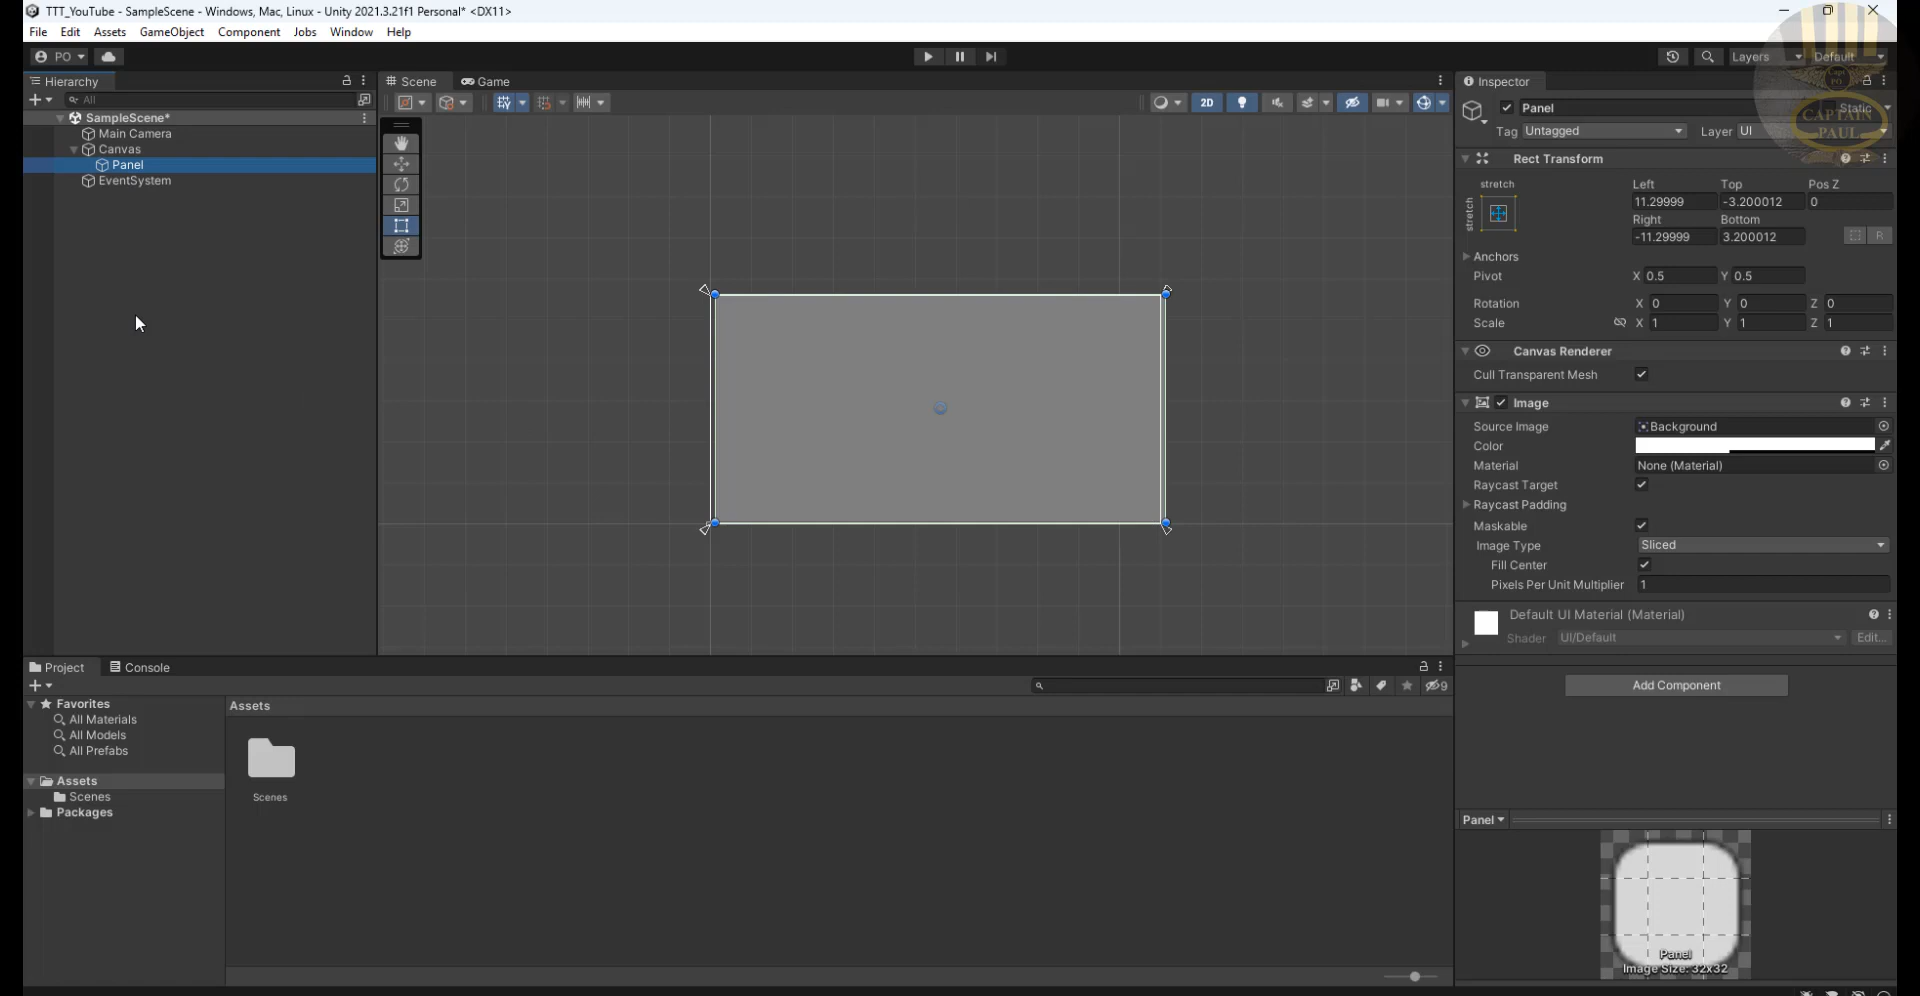 TTT_YouTube - SampleScene - Windows, Mac, Linux - Unity 2021.3.21f1 Personal* <DX11>
File Edit Assets GameObject Component Jobs Window Help
PO Layers Default
Hierarchy
All
SampleScene*
Main Camera
Canvas
Panel
EventSystem
Scene Game
2D
Inspector
Panel Static
Tag Untagged Layer UI
CAPTAIN
PAUL
Rect Transform
stretch
stretch
Left Top Pos Z
11.29999 -3.200012 0
Right Bottom
-11.29999 3.200012 R
Anchors
Pivot X 0.5 Y 0.5
Rotation X 0 Y 0 Z 0
Scale X 1 Y 1 Z 1
Canvas Renderer
Cull Transparent Mesh
Image
Source Image Background
Color
Material None (Material)
Raycast Target
Raycast Padding
Maskable
Image Type Sliced
Fill Center
Pixels Per Unit Multiplier 1
Default UI Material (Material)
Shader UI/Default Edit...
Add Component
Panel
Panel
Image Size: 32x32
Project Console
9
Favorites
All Materials
All Models
All Prefabs
Assets
Scenes
Packages
Assets
Scenes